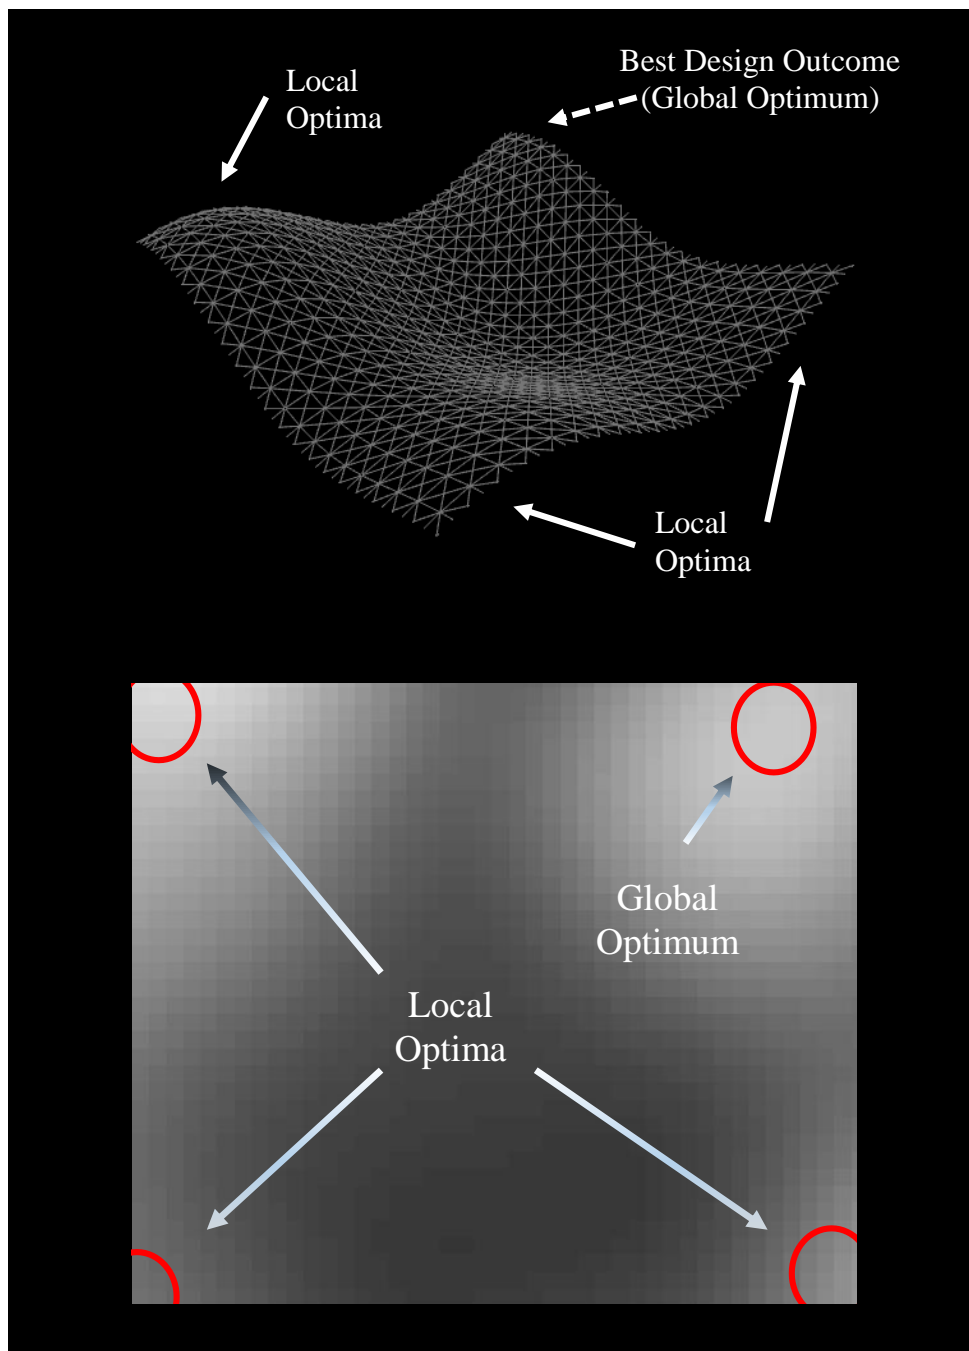 Local
Optima
Best Design Outcome
(Global Optimum)
Local
Optima
Global
Optimum
Local
Optima